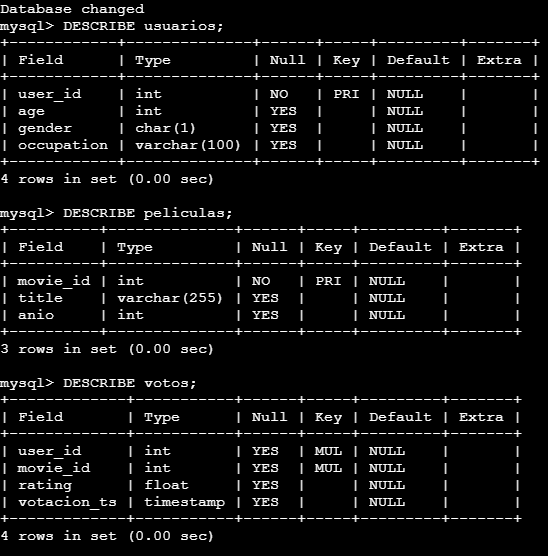 Database changed
mysql> DESCRIBE usuarios;
+------------+--------------+------+-----+---------+-------+
| Field      | Type         | Null | Key | Default | Extra |
+------------+--------------+------+-----+---------+-------+
| user_id    | int          | NO   | PRI | NULL    |       |
| age        | int          | YES  |     | NULL    |       |
| gender     | char(1)      | YES  |     | NULL    |       |
| occupation | varchar(100) | YES  |     | NULL    |       |
+------------+--------------+------+-----+---------+-------+
4 rows in set (0.00 sec)
mysql> DESCRIBE peliculas;
+----------+--------------+------+-----+---------+-------+
| Field    | Type         | Null | Key | Default | Extra |
+----------+--------------+------+-----+---------+-------+
| movie_id | int          | NO   | PRI | NULL    |       |
| title    | varchar(255) | YES  |     | NULL    |       |
| anio     | int          | YES  |     | NULL    |       |
+----------+--------------+------+-----+---------+-------+
3 rows in set (0.00 sec)
mysql> DESCRIBE votos;
+-------------+-----------+------+-----+---------+-------+
| Field       | Type      | Null | Key | Default | Extra |
+-------------+-----------+------+-----+---------+-------+
| user_id     | int       | YES  | MUL | NULL    |       |
| movie_id    | int       | YES  | MUL | NULL    |       |
| rating      | float     | YES  |     | NULL    |       |
| votacion_ts | timestamp | YES  |     | NULL    |       |
+-------------+-----------+------+-----+---------+-------+
4 rows in set (0.00 sec)